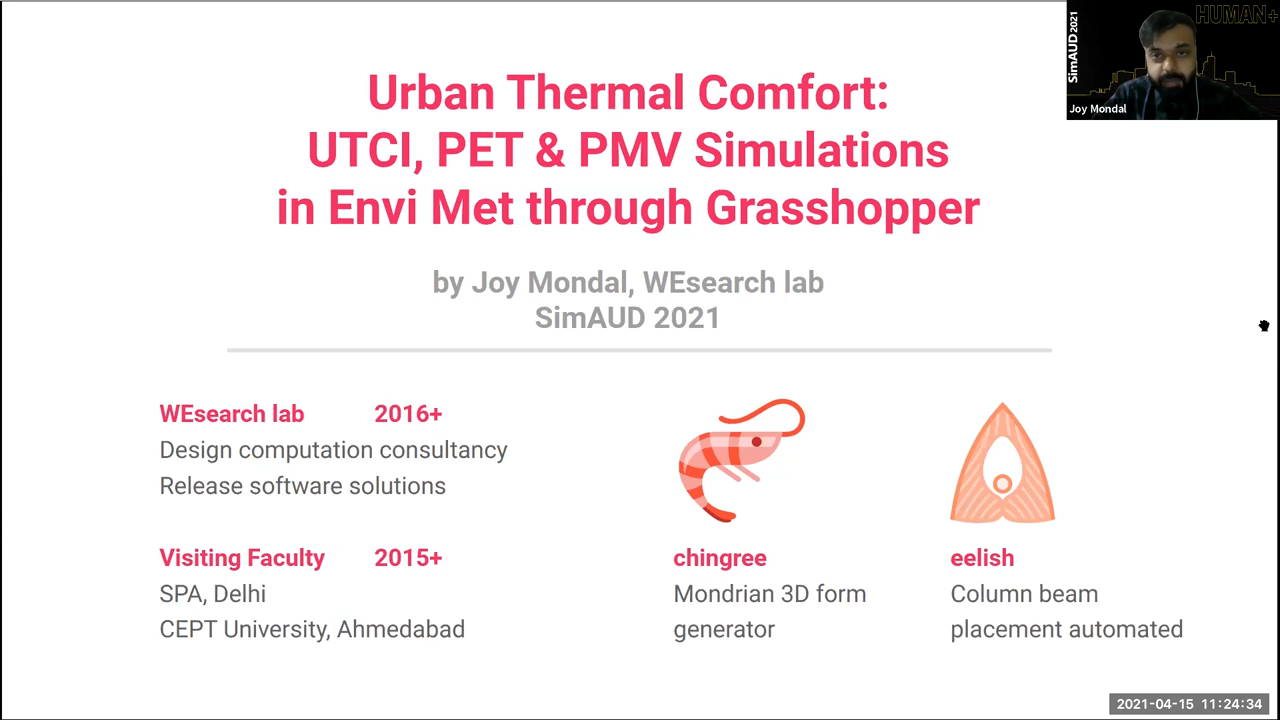 Urban Thermal Comfort:
UTCI, PET & PMV Simulations
in Envi Met through Grasshopper
by Joy Mondal, WEsearch lab
SimAUD 2021
WEsearch lab 2016+
Design computation consultancy
Release software solutions
Visiting Faculty 2015+
SPA, Delhi
CEPT University, Ahmedabad
chingree
Mondrian 3D form
generator
eelish
Column beam
placement automated
HUMAN+
SimAUD2021
Joy Mondal
2021-04-15 11:24:34